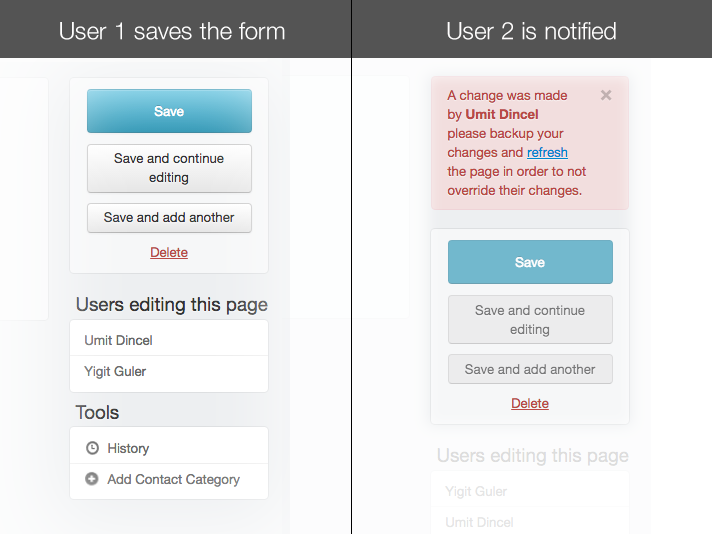 User 1 saves the form
Save
Save and continue
editing
Save and add another
Delete
Users editing this page
Umit Dincel
Yigit Guler
Tools
History
Add Contact Category
User 2 is notified
A change was made
by Umit Dincel
please backup your
changes and refresh
the page in order to not
override their changes.
Save
Save and continue
editing
Save and add another
Delete
Users editing this page
Yigit Guler
Umit Dincel